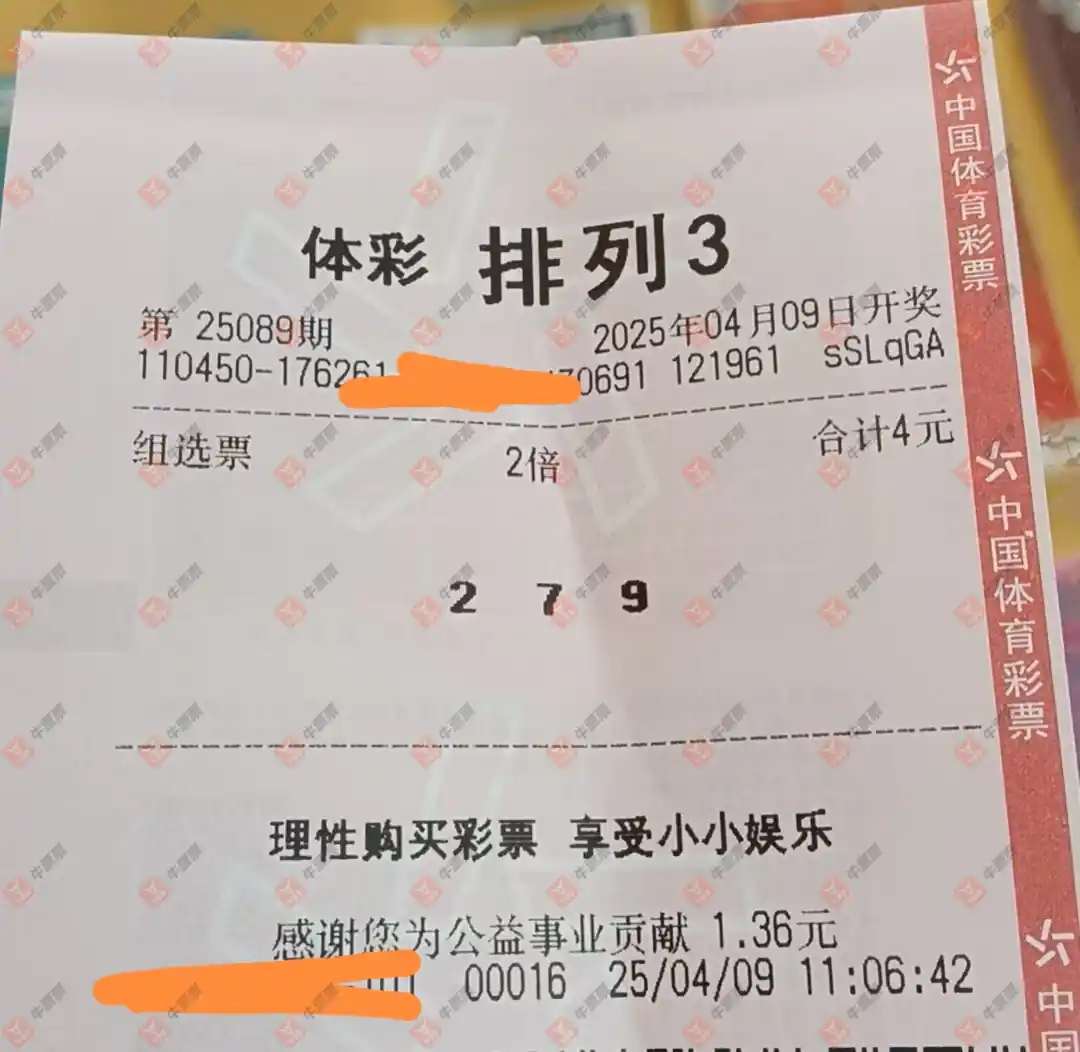 体彩 排列3
第 25089期 2025年04月09日开奖
110450-176261 70691 121961 sSLqGA
组选票 2倍 合计4元
2 7 9
理性购买彩票 享受小小娱乐
感谢您为公益事业贡献 1.36元
00016 25/04/09 11:06:42
中国体育彩票
中国体育彩票
中国